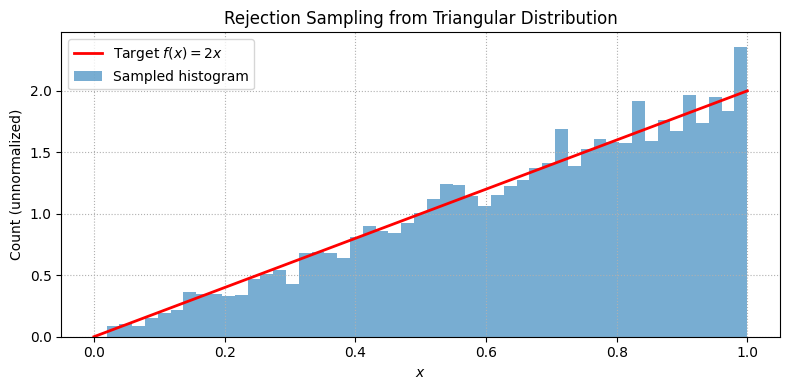 Rejection Sampling from Triangular Distribution
Target f(x) = 2x
Sampled histogram
Count (unnormalized)
2.0
1.5
1.0
0.5
0.0
0.0 0.2 0.4 0.6 0.8 1.0
x